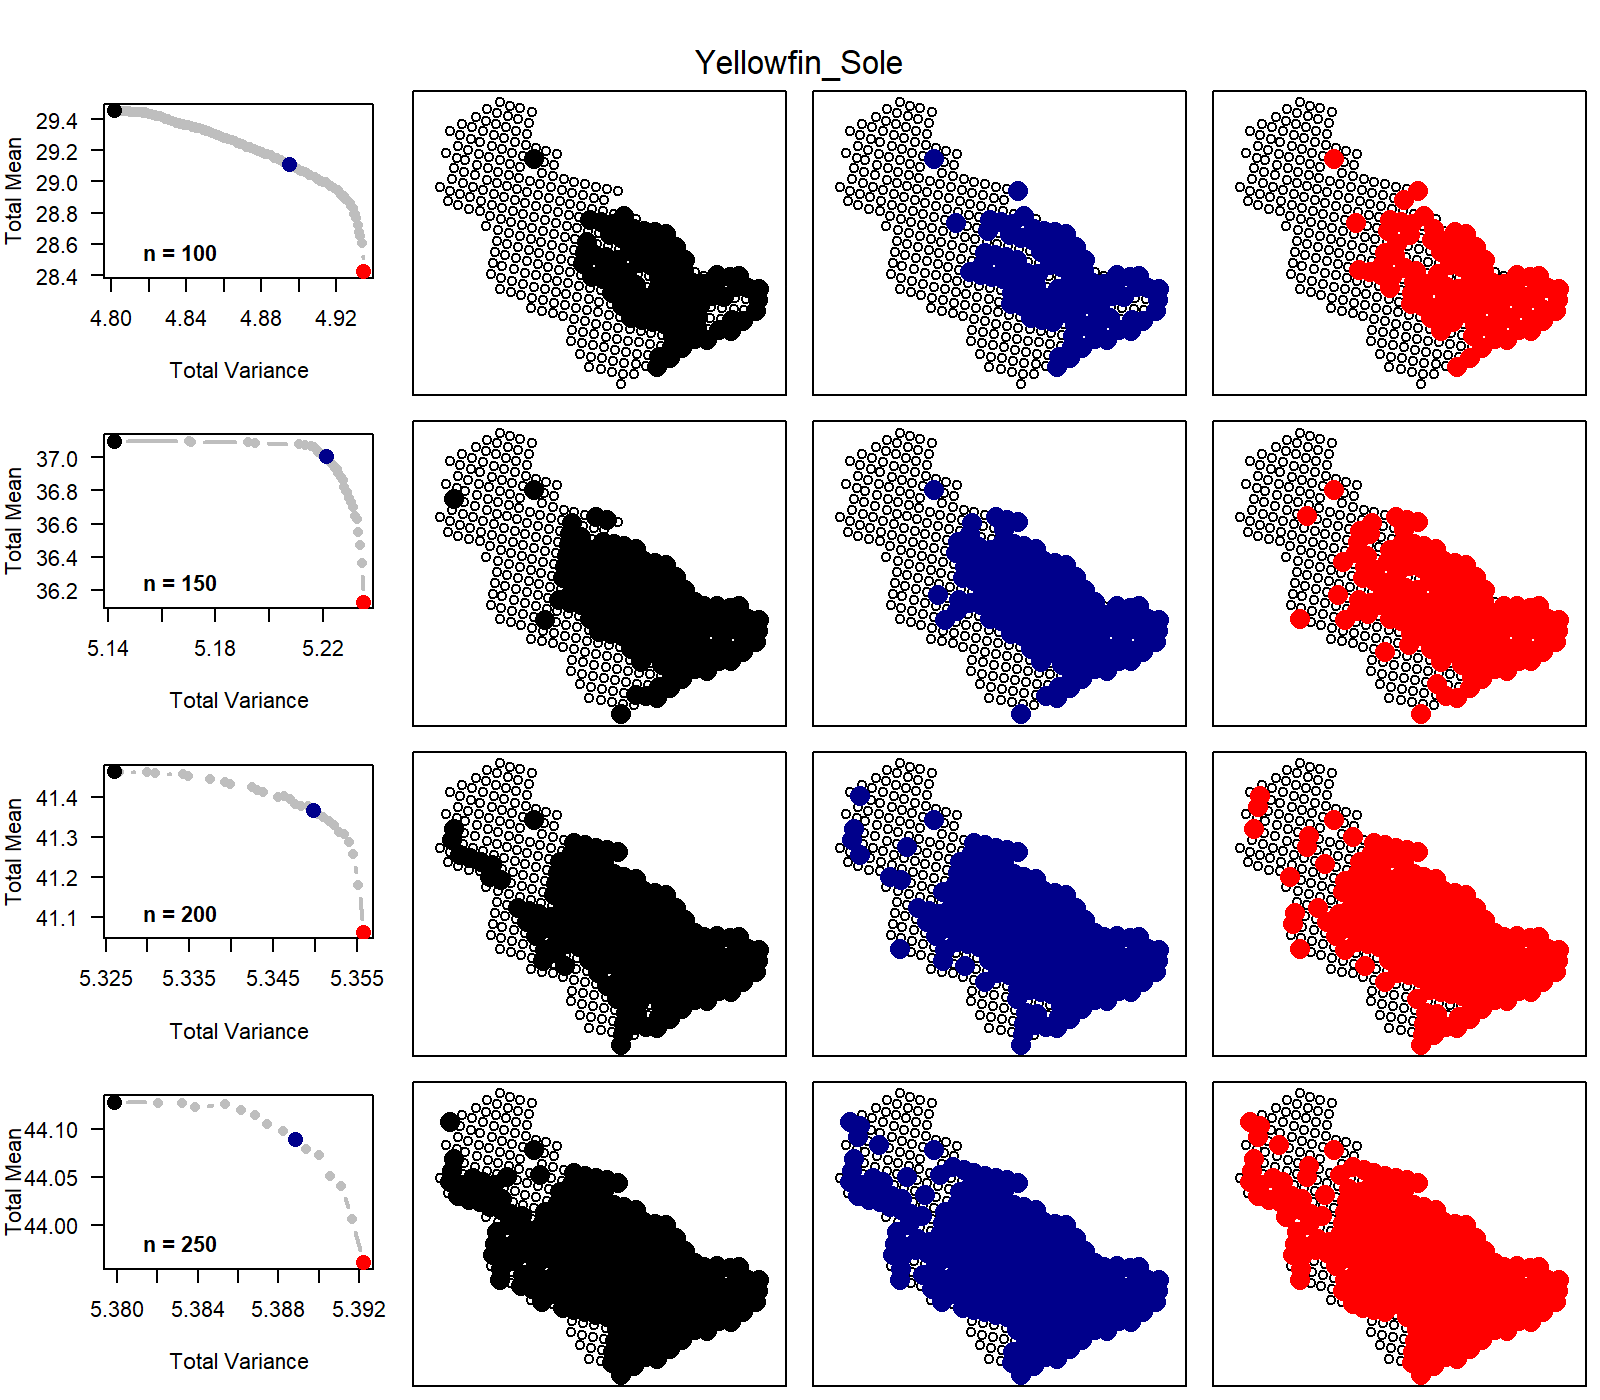 Yellowfin_Sole
Total Mean
29.4
29.2
29.0
28.8
28.6
28.4
n = 100
4.80 4.84 4.88 4.92
Total Variance
Total Mean
37.0
36.8
36.6
36.4
36.2
n = 150
5.14 5.18 5.22
Total Variance
Total Mean
41.4
41.3
41.2
41.1
n = 200
5.325 5.335 5.345 5.355
Total Variance
Total Mean
44.10
44.05
44.00
n = 250
5.380 5.384 5.388 5.392
Total Variance